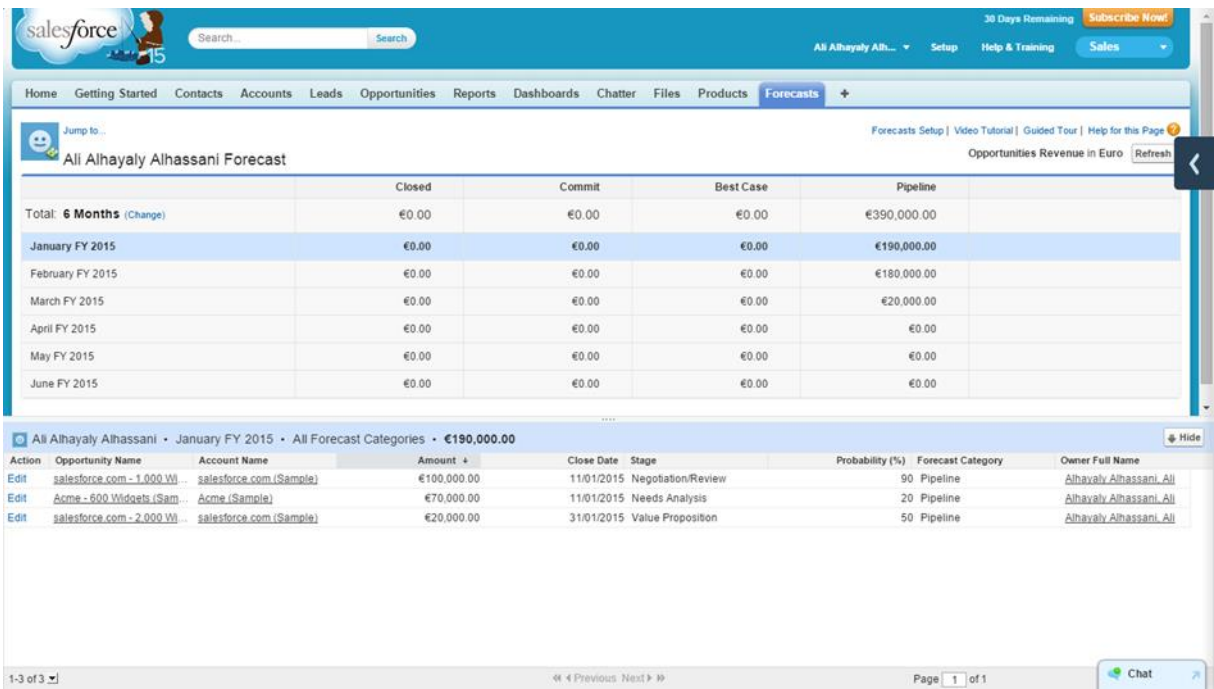 30 Days Remaining Subscribe Now!
salesforce 15 Search... Search
Ali Alhayaly Alh... Setup Help & Training Sales
Home Getting Started Contacts Accounts Leads Opportunities Reports Dashboards Chatter Files Products Forecasts +
Jump to... Forecasts Setup | Video Tutorial | Guided Tour | Help for this Page
Ali Alhayaly Alhassani Forecast Opportunities Revenue in Euro Refresh
Closed Commit Best Case Pipeline
Total: 6 Months (Change) €0.00 €0.00 €0.00 €390,000.00
January FY 2015 €0.00 €0.00 €0.00 €190,000.00
February FY 2015 €0.00 €0.00 €0.00 €180,000.00
March FY 2015 €0.00 €0.00 €0.00 €20,000.00
April FY 2015 €0.00 €0.00 €0.00 €0.00
May FY 2015 €0.00 €0.00 €0.00 €0.00
June FY 2015 €0.00 €0.00 €0.00 €0.00
Ali Alhayaly Alhassani • January FY 2015 • All Forecast Categories • €190,000.00 Hide
Action Opportunity Name Account Name Amount Close Date Stage Probability (%) Forecast Category Owner Full Name
Edit salesforce.com - 1,000 Wi... salesforce.com (Sample) €100,000.00 11/01/2015 Negotiation/Review 90 Pipeline Alhayaly Alhassani, Ali
Edit Acme - 600 Widgets (Sam... Acme (Sample) €70,000.00 11/01/2015 Needs Analysis 20 Pipeline Alhayaly Alhassani, Ali
Edit salesforce.com - 2,000 Wi... salesforce.com (Sample) €20,000.00 31/01/2015 Value Proposition 50 Pipeline Alhayaly Alhassani, Ali
1-3 of 3 Previous Next Page 1 of 1 Chat